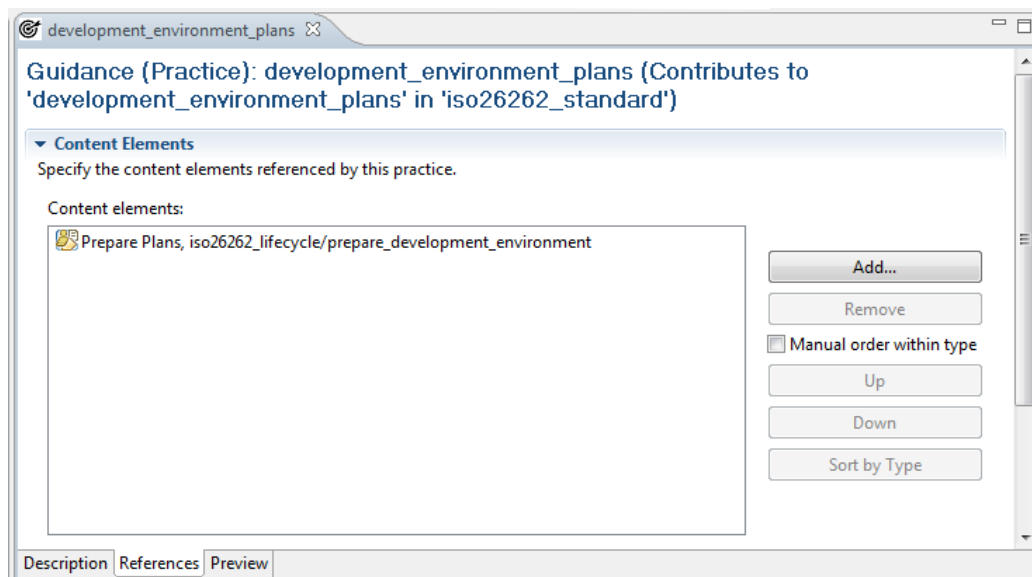 development_environment_plans
Guidance (Practice): development_environment_plans (Contributes to
'development_environment_plans' in 'iso26262_standard')
Content Elements
Specify the content elements referenced by this practice.
Content elements:
Prepare Plans, iso26262_lifecycle/prepare_development_environment
Add...
Remove
Manual order within type
Up
Down
Sort by Type
Description References Preview